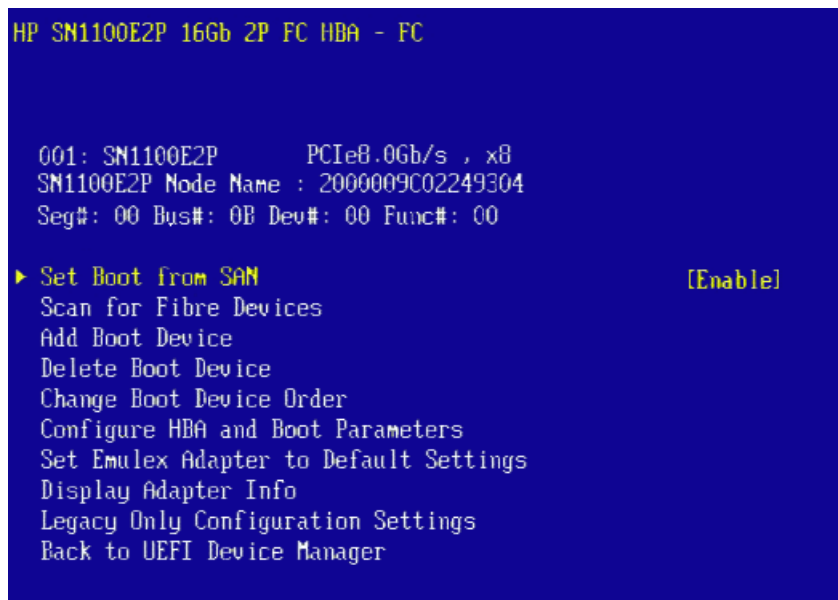 HP SN1100E2P 16Gb 2P FC HBA - FC
001: SN1100E2P PCIe8.0Gb/s , x8
SN1100E2P Node Name : 2000009C02249304
Seg#: 00 Bus#: 0B Dev#: 00 Func#: 00
▶ Set Boot from SAN [Enable]
Scan for Fibre Devices
Add Boot Device
Delete Boot Device
Change Boot Device Order
Configure HBA and Boot Parameters
Set Emulex Adapter to Default Settings
Display Adapter Info
Legacy Only Configuration Settings
Back to UEFI Device Manager